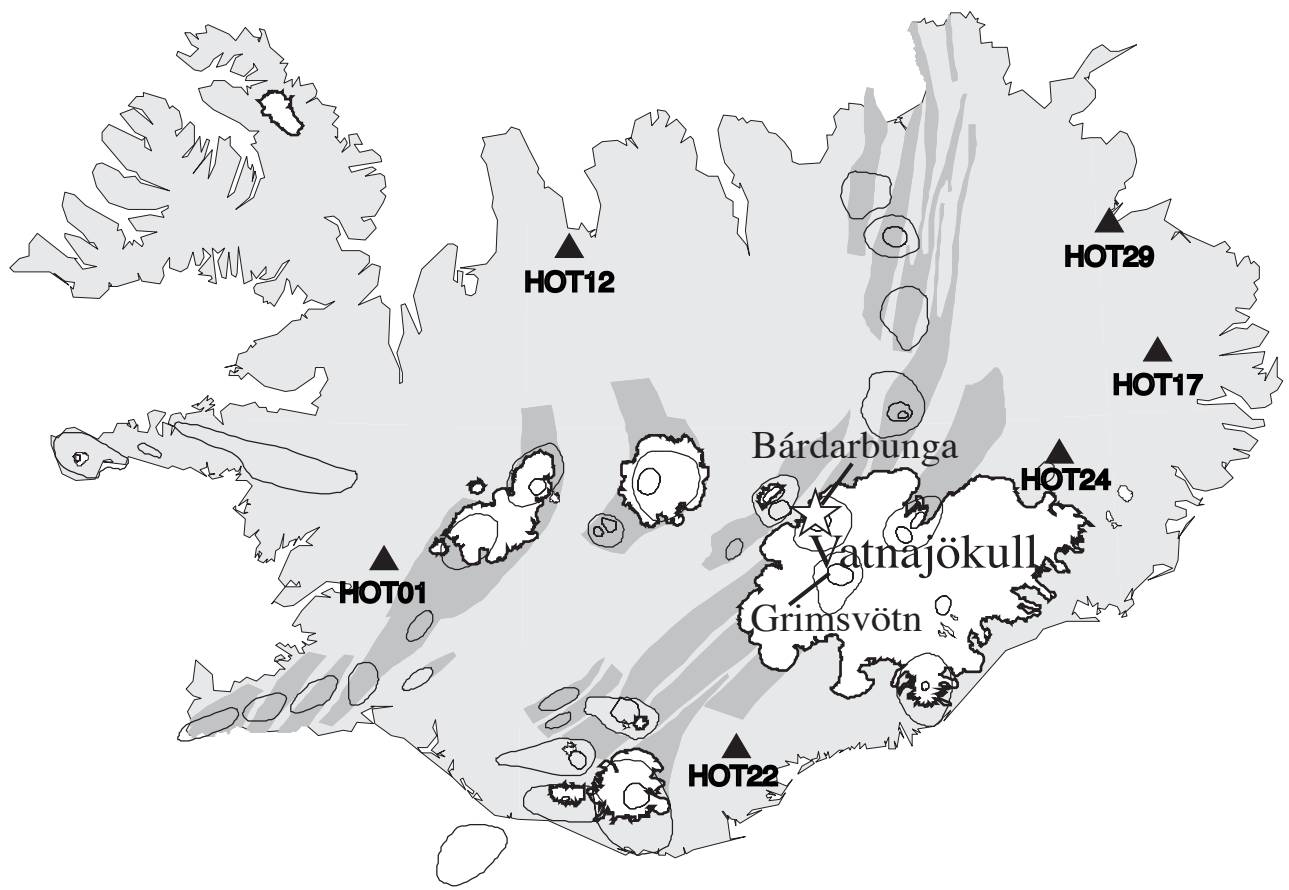 HOT29
HOT12
HOT17
Bárdarbunga
HOT24
Vatnajökull
HOT01
Grimsvötn
HOT22